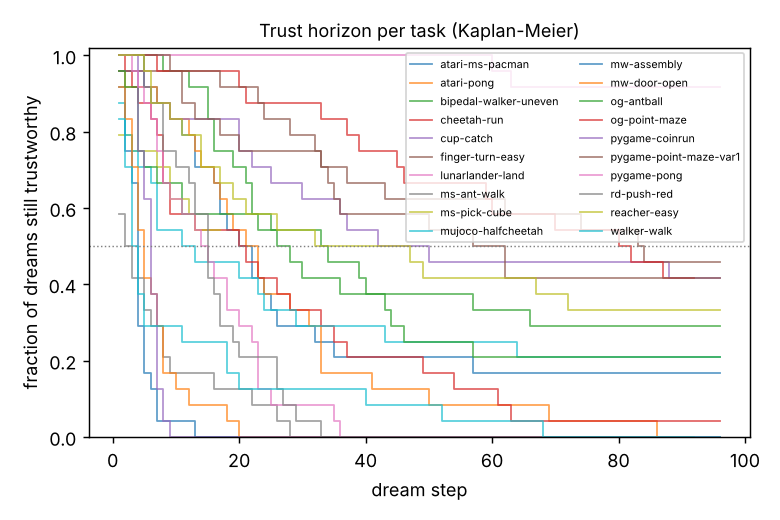 Trust horizon per task (Kaplan-Meier)
fraction of dreams still trustworthy
1.0
0.8
0.6
0.4
0.2
0.0
atari-ms-pacman
atari-pong
bipedal-walker-uneven
cheetah-run
cup-catch
finger-turn-easy
lunarlander-land
ms-ant-walk
ms-pick-cube
mujoco-halfcheetah
mw-assembly
mw-door-open
og-antball
og-point-maze
pygame-coinrun
pygame-point-maze-var1
pygame-pong
rd-push-red
reacher-easy
walker-walk
0 20 40 60 80 100
dream step